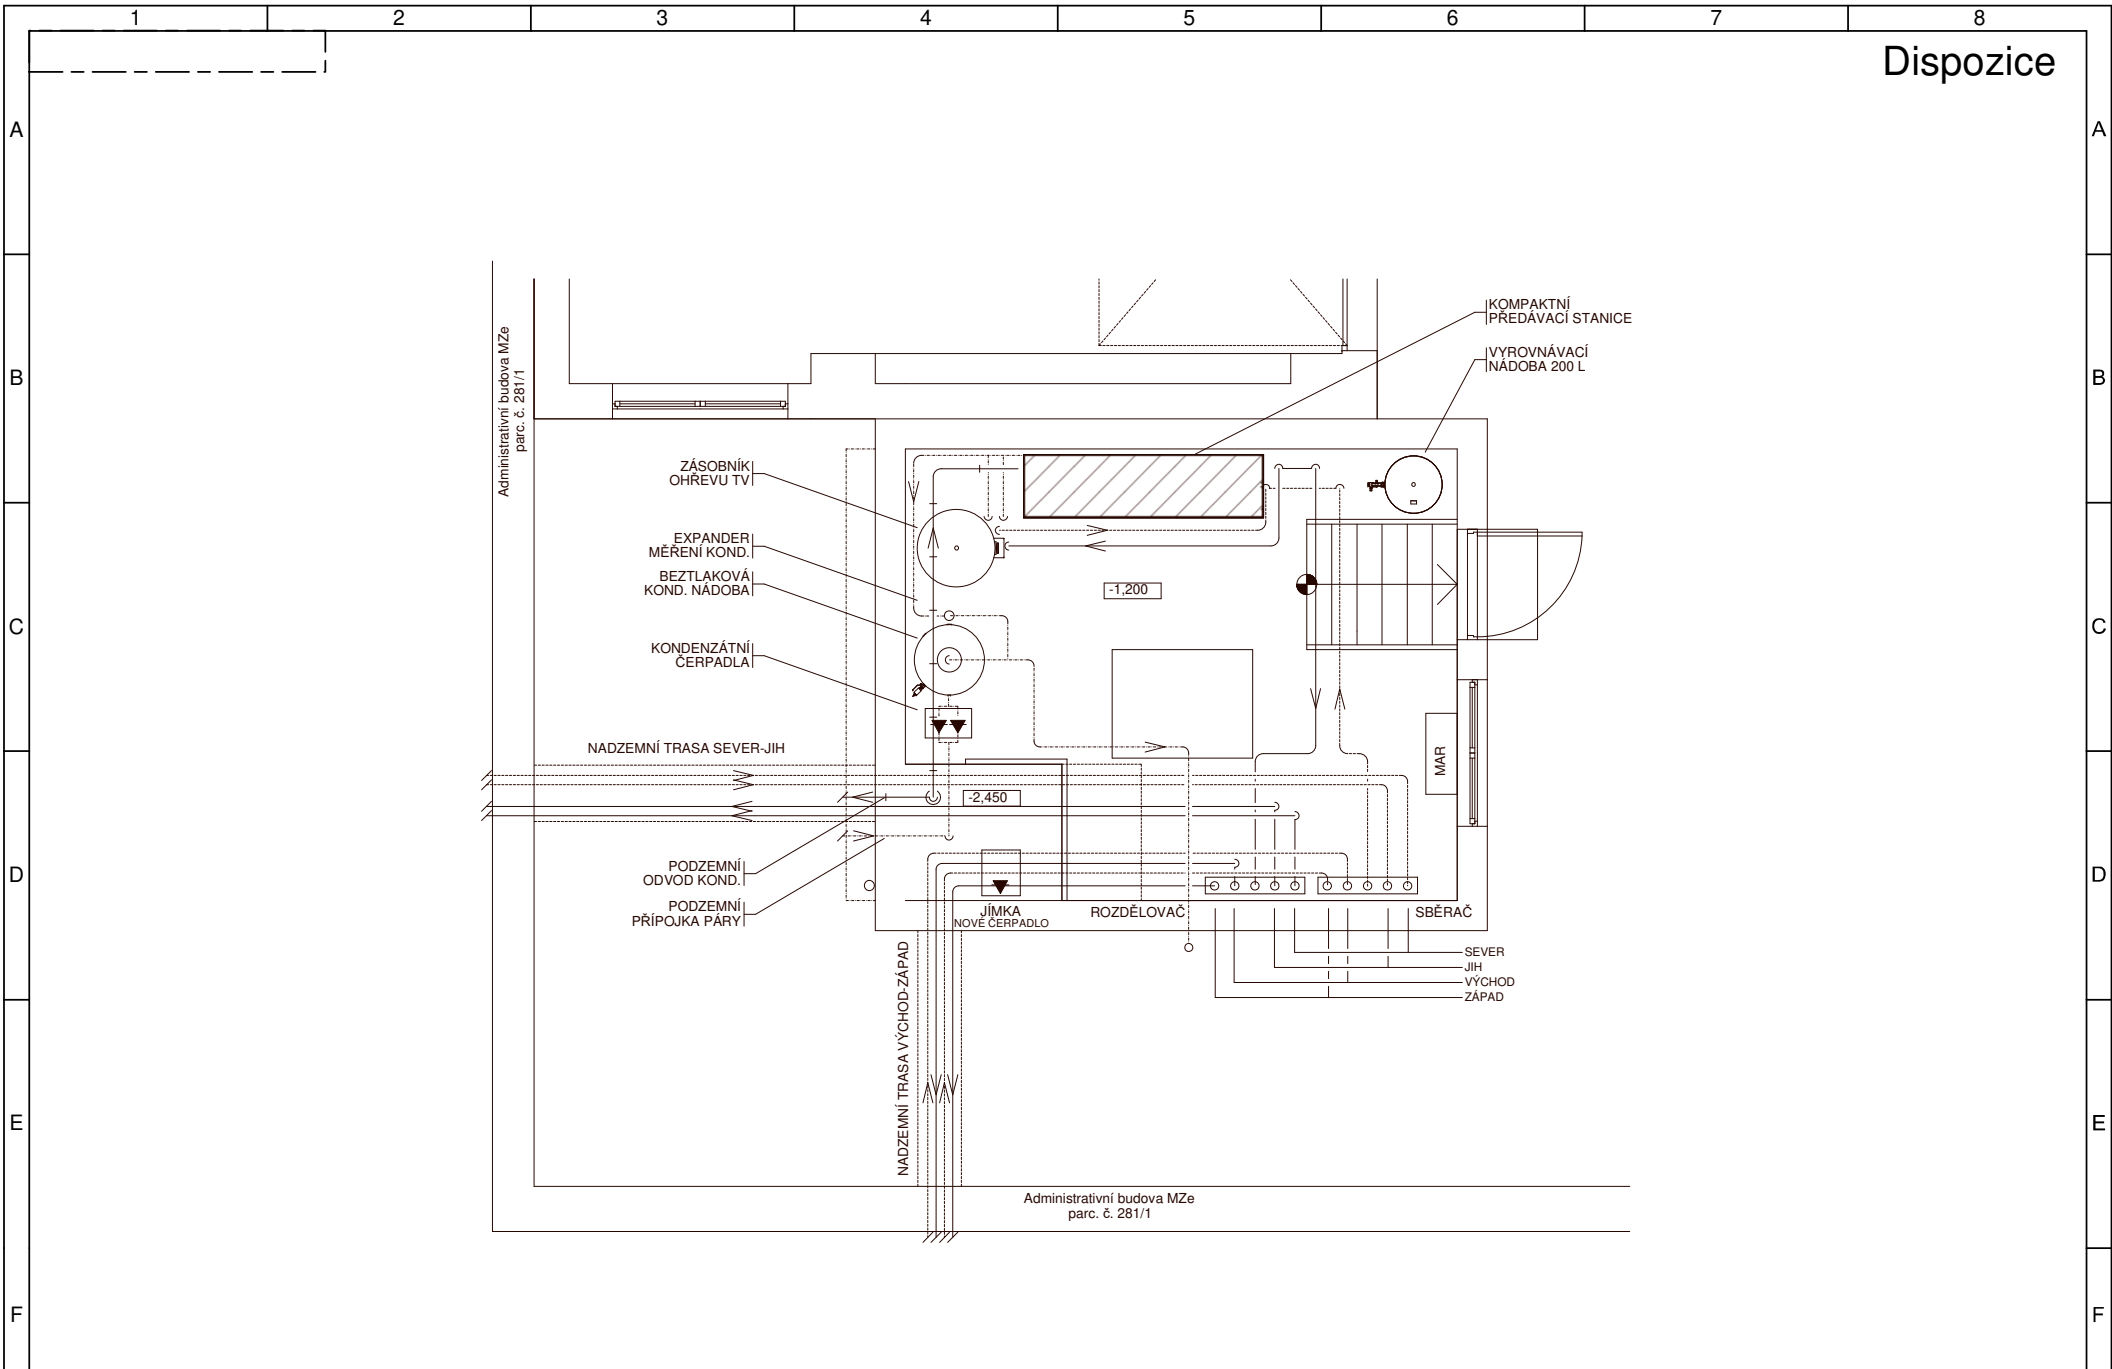 1 2 3 4 5 6 7 8
Dispozice
A A
KOMPAKTNÍ
PŘEDÁVACÍ STANICE
Administrativní budova MZe
parc. č. 281/1
VYROVNÁVACÍ
NÁDOBA 200 L
B B
ZÁSOBNÍK
OHŘEVU TV
EXPANDER
MĚŘENÍ KOND.
BEZTLAKOVÁ
KOND. NÁDOBA
-1,200
C C
KONDENZÁTNÍ
ČERPADLA
NADZEMNÍ TRASA SEVER-JIH
MAR
-2,450
PODZEMNÍ
ODVOD KOND.
D D
PODZEMNÍ
PŘÍPOJKA PÁRY
JÍMKA
NOVÉ ČERPADLO
ROZDĚLOVAČ
SBĚRAČ
SEVER
JIH
VÝCHOD
ZÁPAD
NADZEMNÍ TRASA VÝCHOD-ZÁPAD
E E
Administrativní budova MZe
parc. č. 281/1
F F